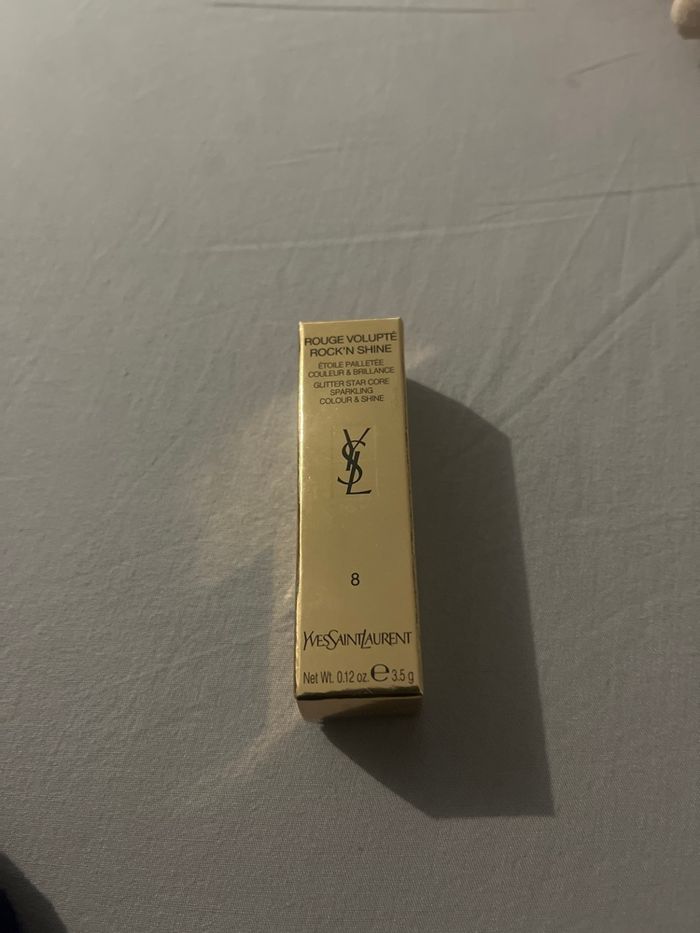 ROUGE VOLUPTÉ
ROCK'N SHINE
ÉTOILE PAILLETÉE
COULEUR & BRILLANCE
GLITTER STAR CORE
SPARKLING
COLOUR & SHINE
YSL
8
YVESSAINTLAURENT
Net Wt. 0.12 oz. ℮ 3.5 g